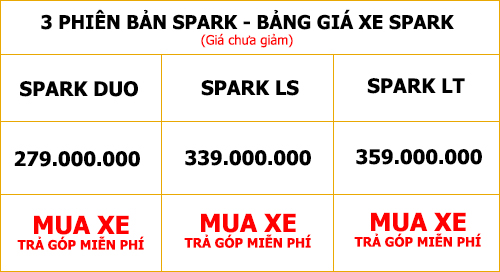 3 PHIÊN BẢN SPARK - BẢNG GIÁ XE SPARK
(Giá chưa giảm)
SPARK DUO SPARK LS SPARK LT
279.000.000 339.000.000 359.000.000
MUA XE MUA XE MUA XE
TRẢ GÓP MIỄN PHÍ TRẢ GÓP MIỄN PHÍ TRẢ GÓP MIỄN PHÍ